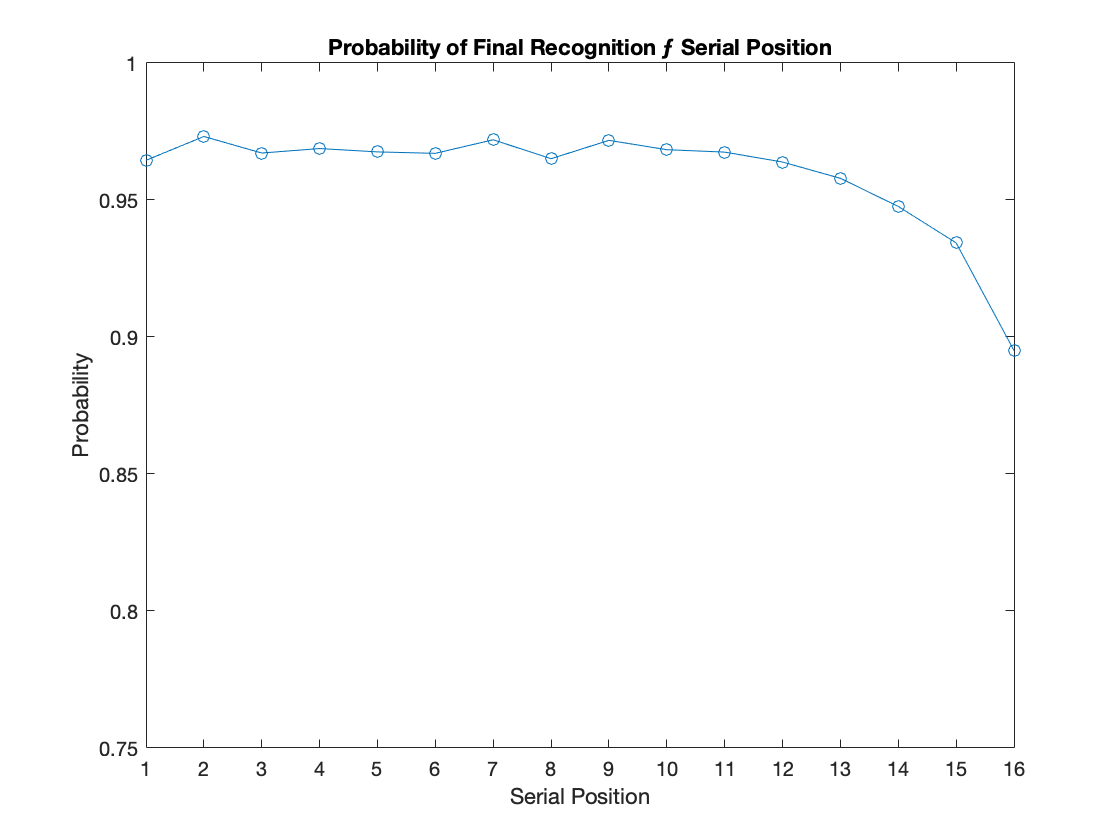 Probability of Final Recognition ƒ Serial Position
1
0.95
0.9
0.85
0.8
0.75
Probability
1 2 3 4 5 6 7 8 9 10 11 12 13 14 15 16
Serial Position